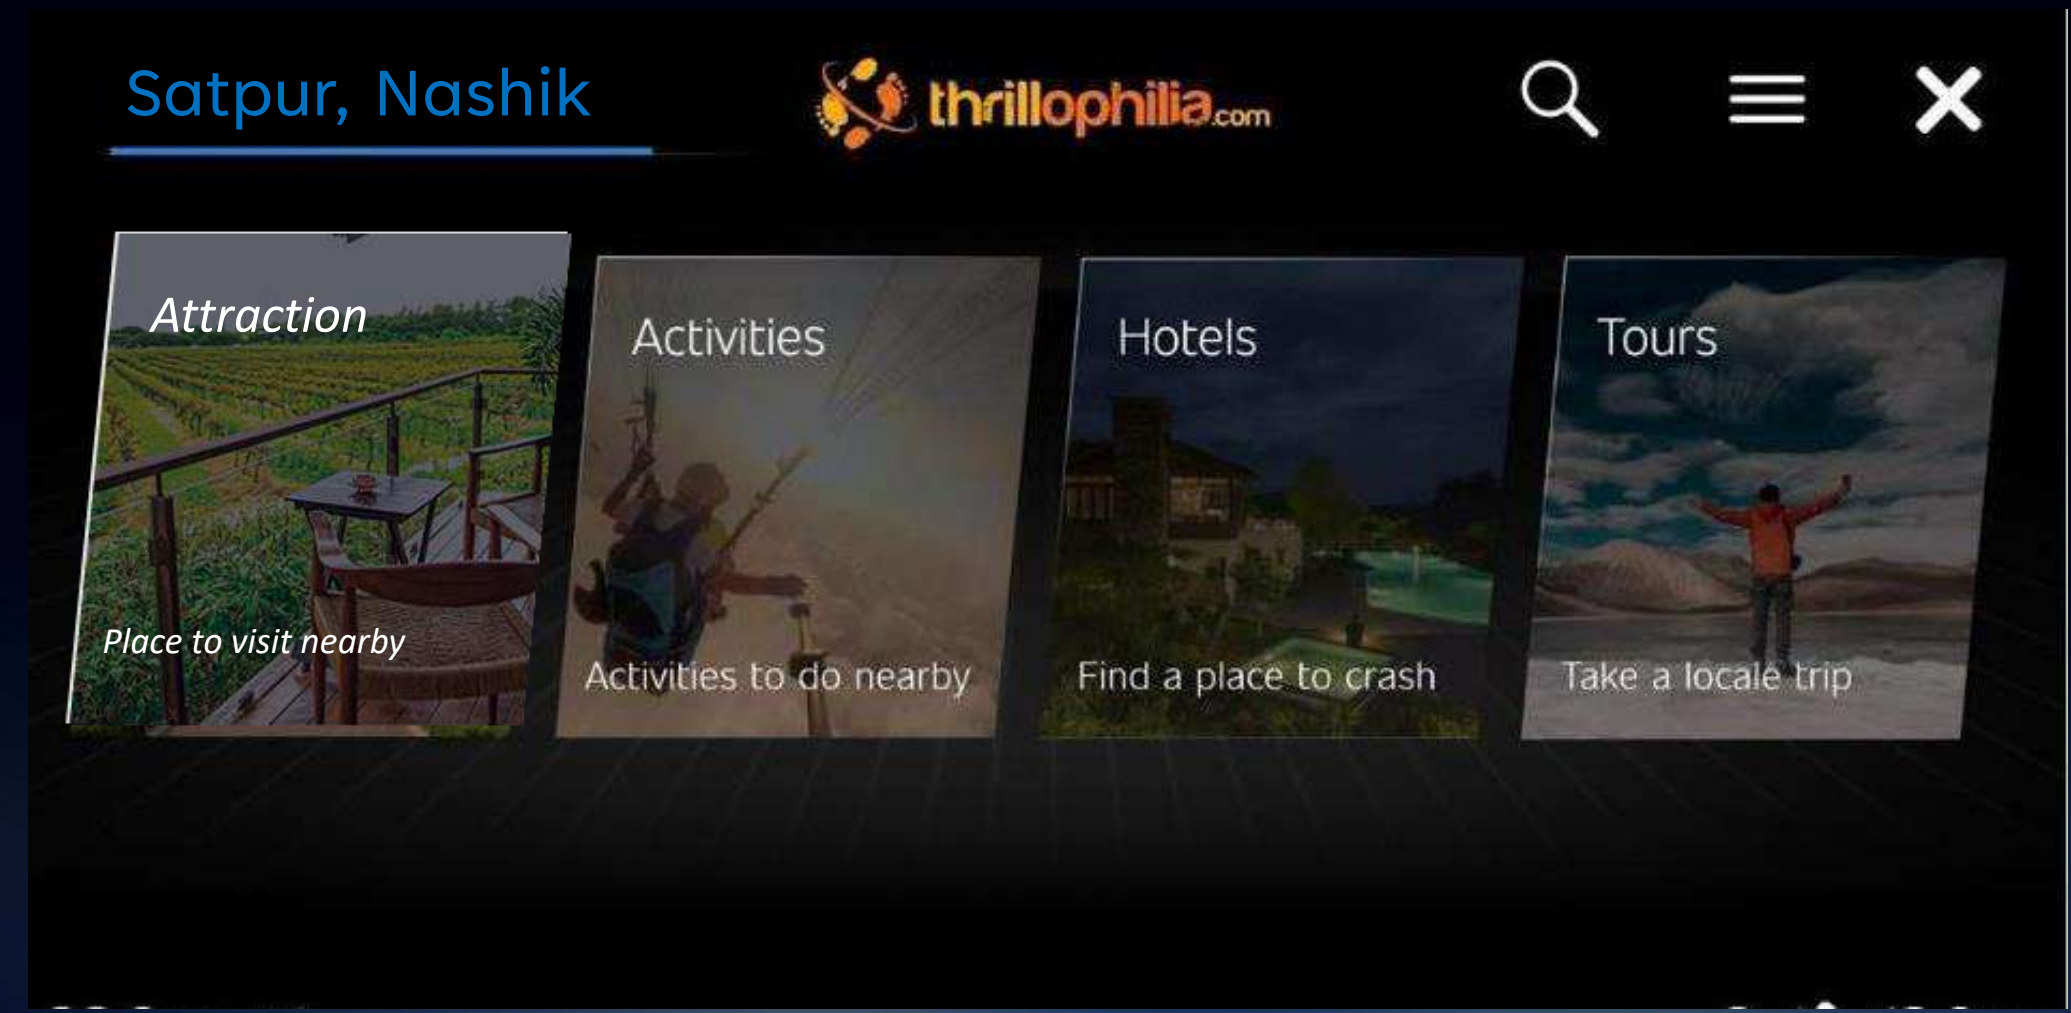 Satpur, Nashik
thrillophilia.com
Attraction
Activities
Hotels
Tours
Place to visit nearby
Activities to do nearby
Find a place to crash
Take a locale trip